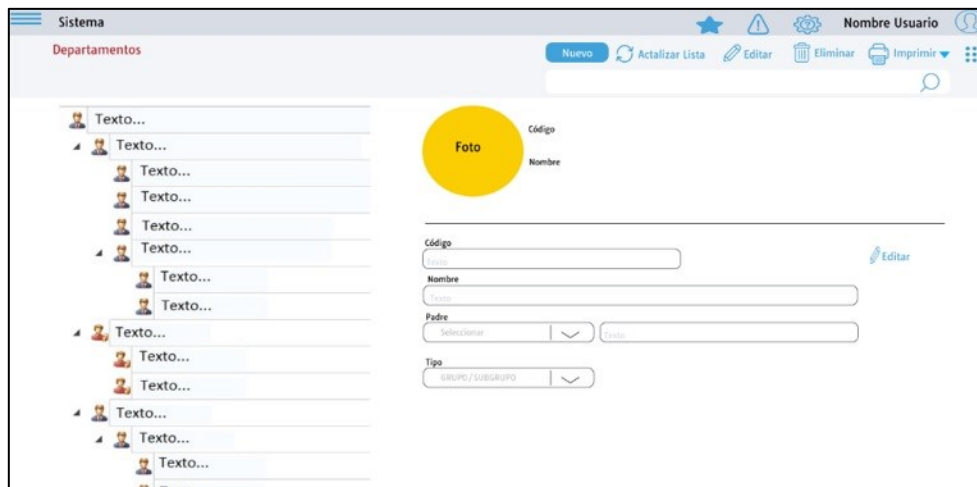 Sistema Nombre Usuario
Departamentos
Nuevo Actalizar Lista Editar Eliminar Imprimir
Texto...
Texto...
Texto...
Texto...
Texto...
Texto...
Texto...
Texto...
Texto...
Texto...
Texto...
Texto...
Texto...
Texto...
Foto
Código
Nombre
Código
Editar
Texto
Nombre
Texto
Padre
Seleccionar Texto
Tipo
GRUPO/SUBGRUPO